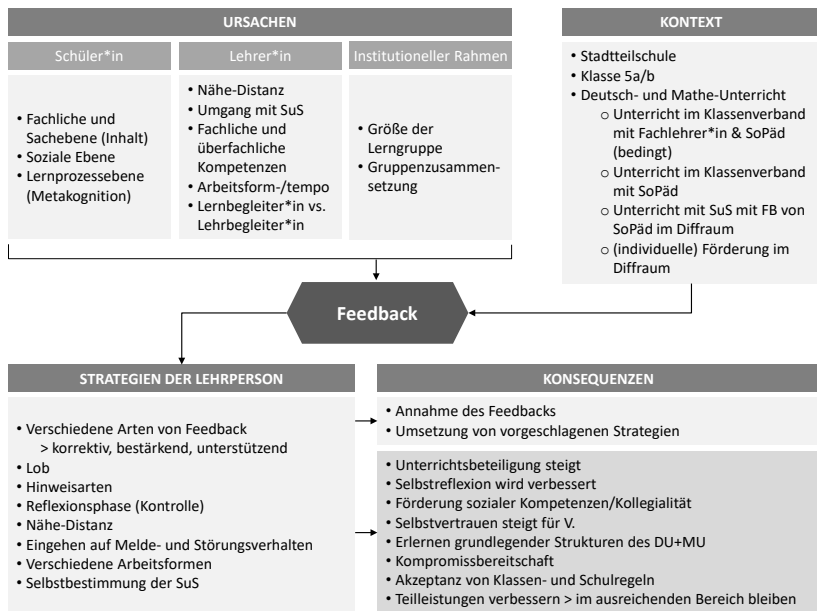 URSACHEN
Schüler*in
• Fachliche und
Sachebene (Inhalt)
• Soziale Ebene
• Lernprozessebene
(Metakognition)
Lehrer*in
• Nähe-Distanz
• Umgang mit SuS
• Fachliche und
überfachliche
Kompetenzen
• Arbeitsform-/tempo
• Lernbegleiter*in vs.
Lehrbegleiter*in
Institutioneller Rahmen
• Größe der
Lerngruppe
• Gruppenzusammen-
setzung
KONTEXT
• Stadtteilschule
• Klasse 5a/b
• Deutsch- und Mathe-Unterricht
o Unterricht im Klassenverband
mit Fachlehrer*in & SoPäd
(bedingt)
o Unterricht im Klassenverband
mit SoPäd
o Unterricht mit SuS mit FB von
SoPäd im Diffraum
o (individuelle) Förderung im
Diffraum
Feedback
STRATEGIEN DER LEHRPERSON
• Verschiedene Arten von Feedback
> korrektiv, bestärkend, unterstützend
• Lob
• Hinweisarten
• Reflexionsphase (Kontrolle)
• Nähe-Distanz
• Eingehen auf Melde- und Störungsverhalten
• Verschiedene Arbeitsformen
• Selbstbestimmung der SuS
KONSEQUENZEN
• Annahme des Feedbacks
• Umsetzung von vorgeschlagenen Strategien
• Unterrichtsbeteiligung steigt
• Selbstreflexion wird verbessert
• Förderung sozialer Kompetenzen/Kollegialität
• Selbstvertrauen steigt für V.
• Erlernen grundlegender Strukturen des DU+MU
• Kompromissbereitschaft
• Akzeptanz von Klassen- und Schulregeln
• Teilleistungen verbessern > im ausreichenden Bereich bleiben